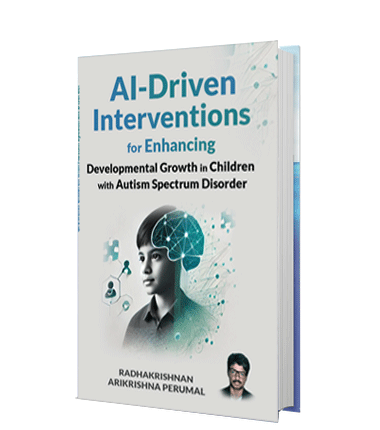 AI-Driven
Interventions
for Enhancing
Developmental Growth in Children
with Autism Spectrum Disorder
RADHAKRISHNAN
ARIKRISHNA PERUMAL